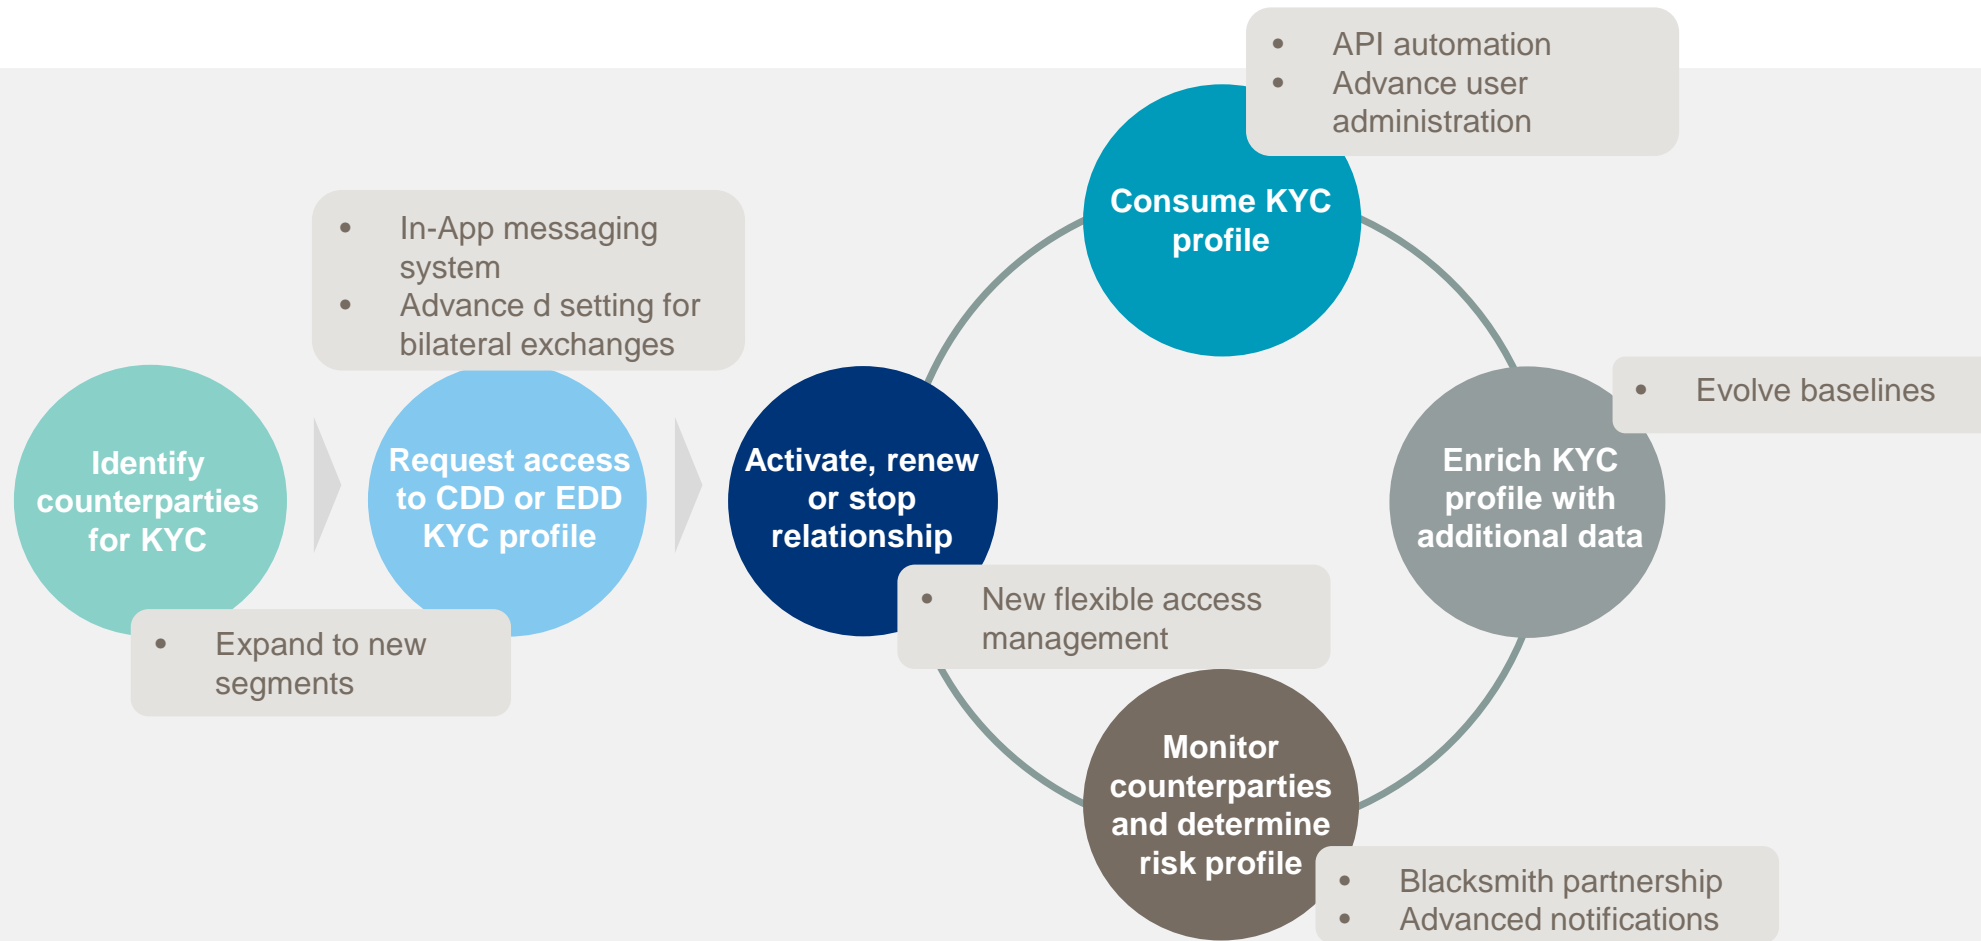 • API automation
• Advance user
administration
Consume KYC
profile
• In-App messaging
system
• Advance d setting for
bilateral exchanges
• Evolve baselines
Identify
counterparties
for KYC
Request access
to CDD or EDD
KYC profile
Activate, renew
or stop
relationship
Enrich KYC
profile with
additional data
• New flexible access
management
• Expand to new
segments
Monitor
counterparties
and determine
risk profile
• Blacksmith partnership
• Advanced notifications